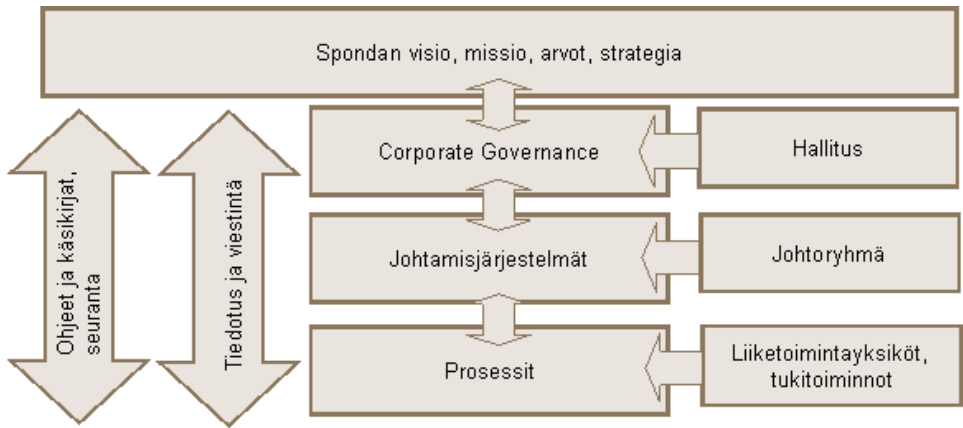 Spondan visio, missio, arvot, strategia
Ohjeet ja käsikirjat,
seuranta
Tiedotus ja viestintä
Corporate Governance
Hallitus
Johtamisjärjestelmät
Johtoryhmä
Prosessit
Liiketoimintayksiköt,
tukitoiminnot